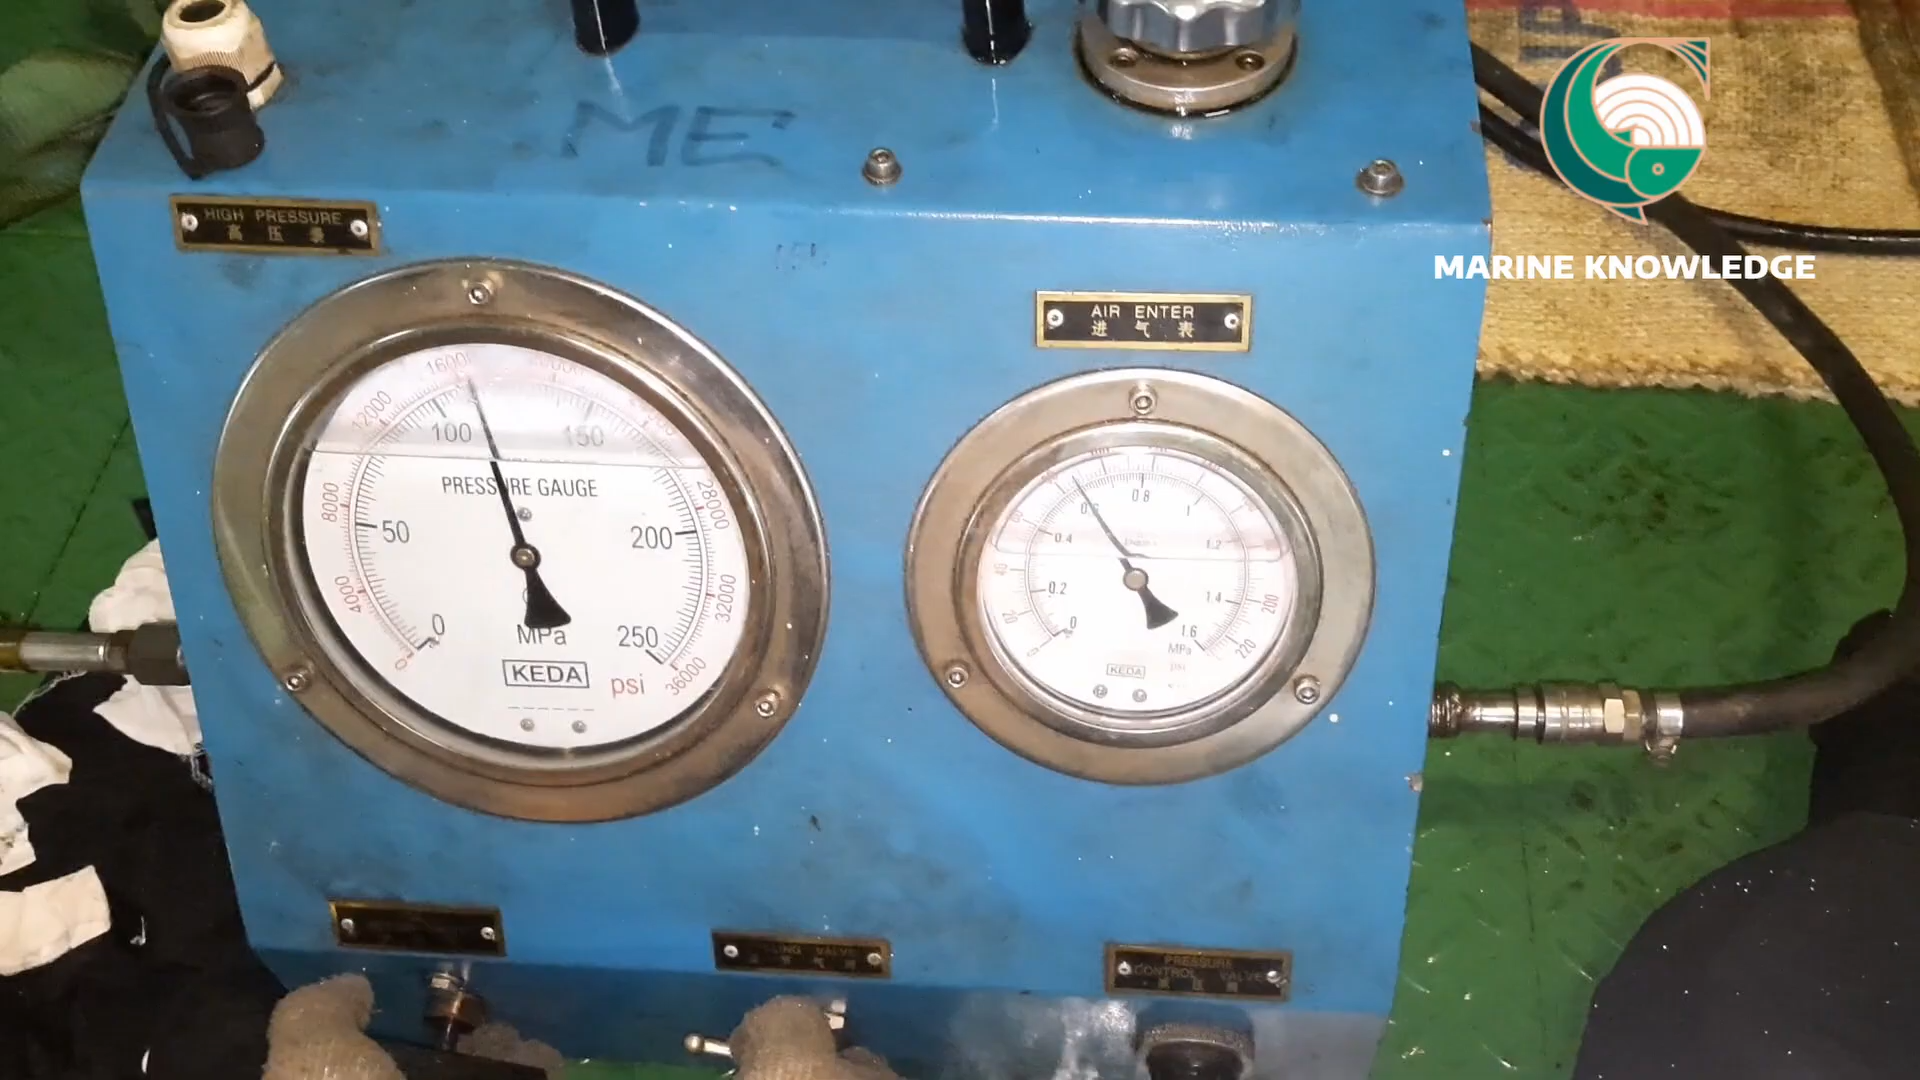 ME
HIGH PRESSURE
高 压 表
MARINE KNOWLEDGE
AIR ENTER
进 气 表
0
50
100
150
200
250
0
4000
8000
12000
16000
28000
32000
36000
PRESSURE GAUGE
MPa
KEDA
psi
0
0.2
0.4
0.6
0.8
1
1.2
1.4
1.6
20
40
200
220
MPa
KEDA
psi
VALVE
PRESSURE
CONTROL VALVE